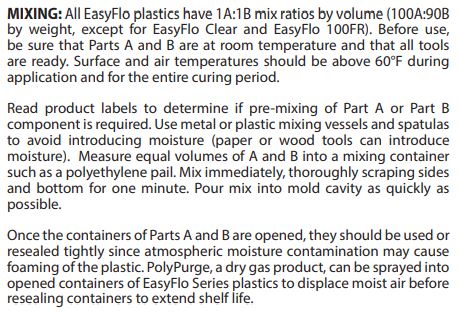 MIXING: All EasyFlo plastics have 1A:1B mix ratios by volume (100A:90B
by weight, except for EasyFlo Clear and EasyFlo 100FR). Before use,
be sure that Parts A and B are at room temperature and that all tools
are ready. Surface and air temperatures should be above 60°F during
application and for the entire curing period.
Read product labels to determine if pre-mixing of Part A or Part B
component is required. Use metal or plastic mixing vessels and spatulas
to avoid introducing moisture (paper or wood tools can introduce
moisture). Measure equal volumes of A and B into a mixing container
such as a polyethylene pail. Mix immediately, thoroughly scraping sides
and bottom for one minute. Pour mix into mold cavity as quickly as
possible.
Once the containers of Parts A and B are opened, they should be used or
resealed tightly since atmospheric moisture contamination may cause
foaming of the plastic. PolyPurge, a dry gas product, can be sprayed into
opened containers of EasyFlo Series plastics to displace moist air before
resealing containers to extend shelf life.